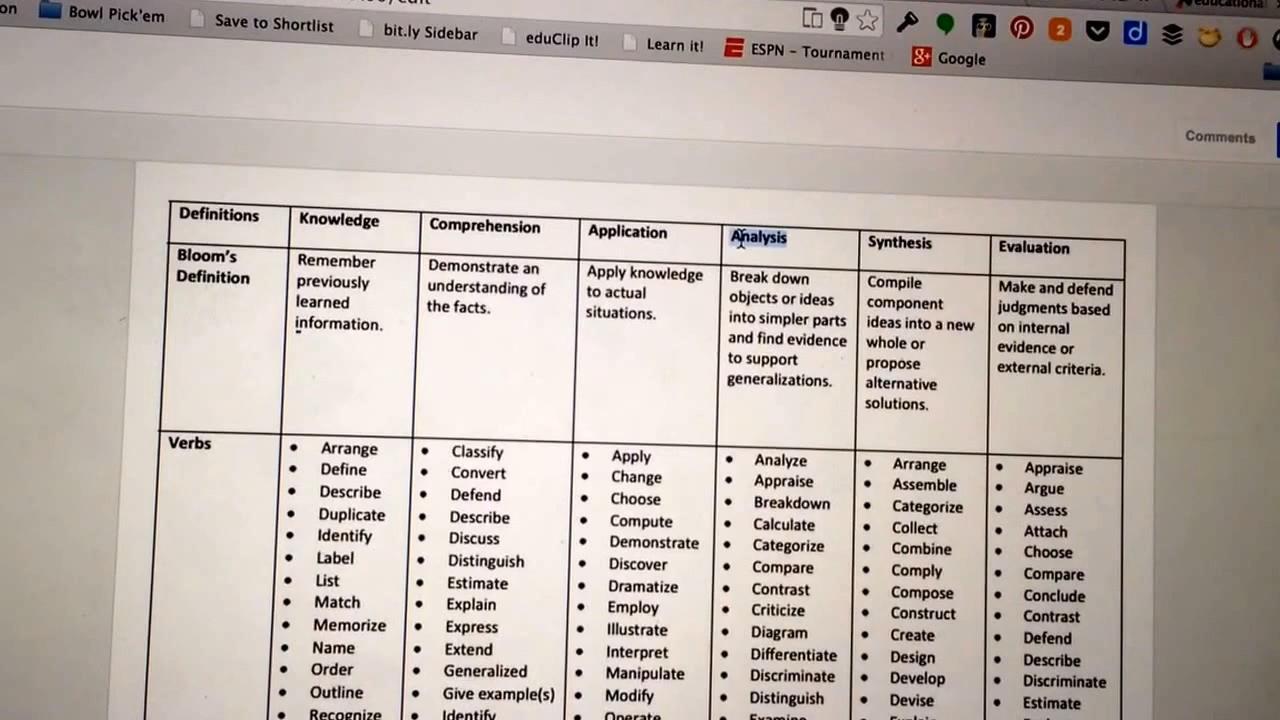 on Bowl Pick'em Save to Shortlist bit.ly Sidebar eduClip It! Learn it! ESPN - Tournament Google
2
d
g+
Comments
Definitions Knowledge Comprehension Application Analysis Synthesis Evaluation
Bloom's
Definition
Remember
previously
learned
information.
Demonstrate an
understanding of
the facts.
Apply knowledge
to actual
situations.
Break down
objects or ideas
into simpler parts
and find evidence
to support
generalizations.
Compile
component
ideas into a new
whole or
propose
alternative
solutions.
Make and defend
judgments based
on internal
evidence or
external criteria.
Verbs
• Arrange
• Define
• Describe
• Duplicate
• Identify
• Label
• List
• Match
• Memorize
• Name
• Order
• Outline
• Recognize
• Classify
• Convert
• Defend
• Describe
• Discuss
• Distinguish
• Estimate
• Explain
• Express
• Extend
• Generalized
• Give example(s)
• Identify
• Apply
• Change
• Choose
• Compute
• Demonstrate
• Discover
• Dramatize
• Employ
• Illustrate
• Interpret
• Manipulate
• Modify
• Operate
• Analyze
• Appraise
• Breakdown
• Calculate
• Categorize
• Compare
• Contrast
• Criticize
• Diagram
• Differentiate
• Discriminate
• Distinguish
• Examine
• Arrange
• Assemble
• Categorize
• Collect
• Combine
• Comply
• Compose
• Construct
• Create
• Design
• Develop
• Devise
• Appraise
• Argue
• Assess
• Attach
• Choose
• Compare
• Conclude
• Contrast
• Defend
• Describe
• Discriminate
• Estimate